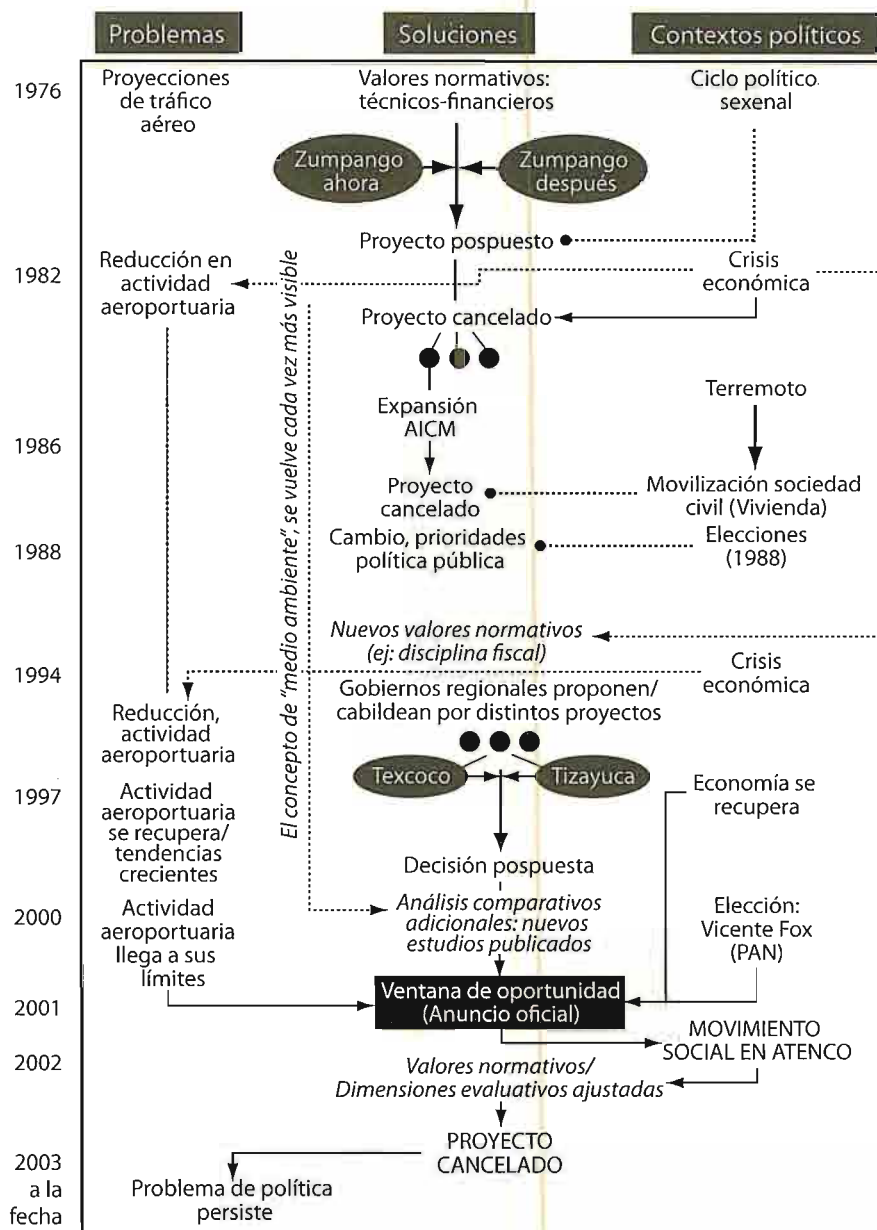 Problemas
Soluciones
Contextos políticos
1976
Proyecciones
de tráfico
aéreo
Valores normativos:
técnicos-financieros
Ciclo político
sexenal
Zumpango
ahora
Zumpango
después
Proyecto pospuesto
1982
Reducción en
actividad
aeroportuaria
Crisis
económica
Proyecto cancelado
El concepto de "medio ambiente", se vuelve cada vez más visible
Expansión
AICM
Terremoto
1986
Proyecto
cancelado
Movilización sociedad
civil (Vivienda)
1988
Cambio, prioridades
política pública
Elecciones
(1988)
Nuevos valores normativos
(ej: disciplina fiscal)
1994
Crisis
económica
Gobiernos regionales proponen/
cabildean por distintos proyectos
Reducción,
actividad
aeroportuaria
Texcoco
Tizayuca
1997
Actividad
aeroportuaria
se recupera/
tendencias
crecientes
Economía se
recupera
Decisión pospuesta
2000
Actividad
aeroportuaria
llega a sus
límites
Análisis comparativos
adicionales: nuevos
estudios publicados
Elección:
Vicente Fox
(PAN)
2001
Ventana de oportunidad
(Anuncio oficial)
MOVIMIENTO
SOCIAL EN ATENCO
2002
Valores normativos/
Dimensiones evaluativos ajustadas
PROYECTO
CANCELADO
2003
a la
fecha
Problema de política
persiste